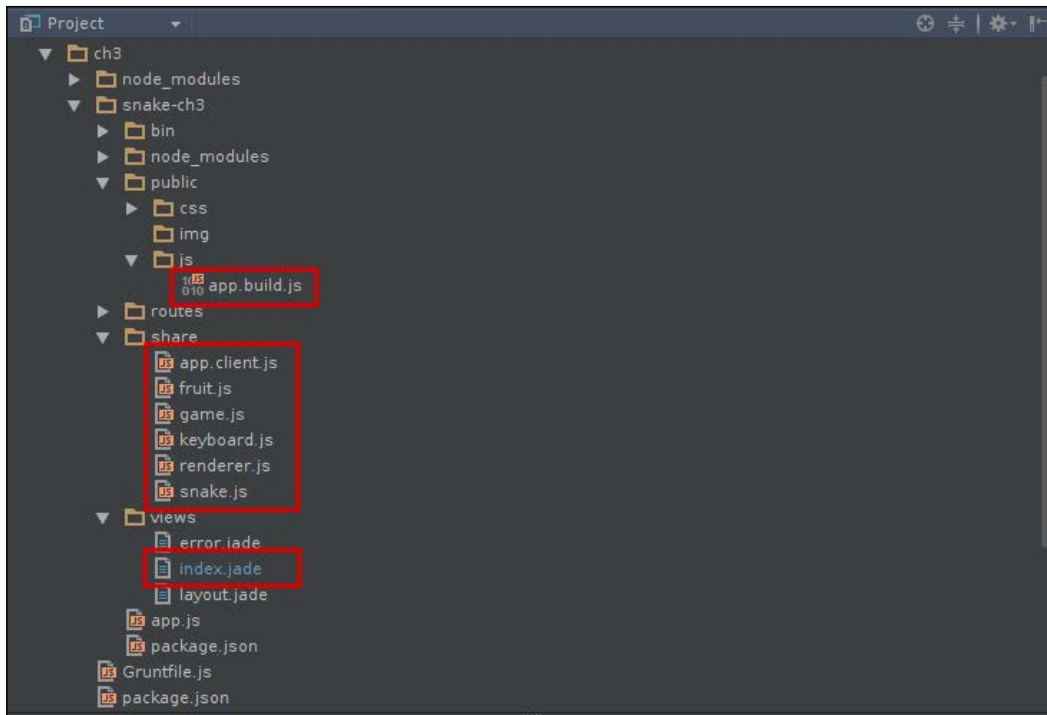 Project
ch3
node_modules
snake-ch3
bin
node_modules
public
css
img
js
app.build.js
routes
share
app.client.js
fruit.js
game.js
keyboard.js
renderer.js
snake.js
views
error.jade
index.jade
layout.jade
app.js
package.json
Gruntfile.js
package.json